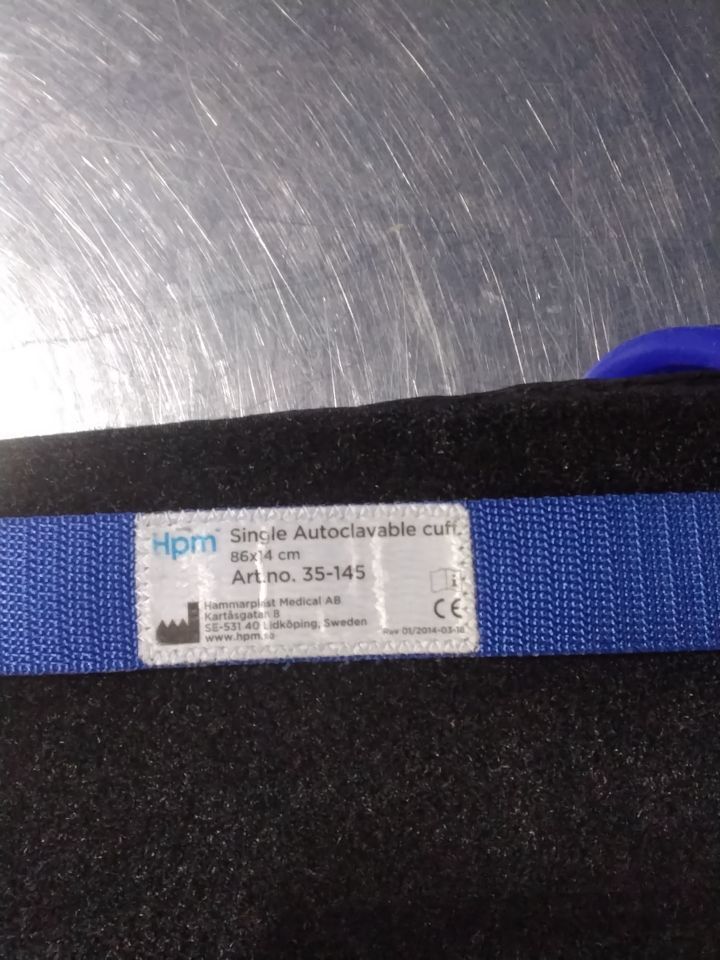 Hpm Single Autoclavable cuff.
86x14 cm
Art.no. 35-145
Hammarplast Medical AB
Kartåsgatan 8
SE-531 40 Lidköping, Sweden
www.hpm.se
CE
Rev 01/2014-03-18